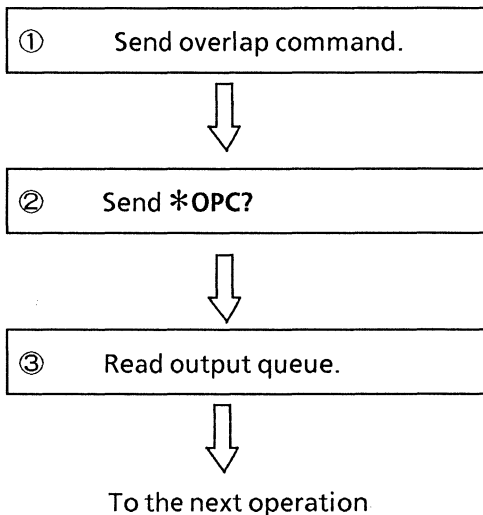 ① Send overlap command.
② Send *OPC?
③ Read output queue.
To the next operation